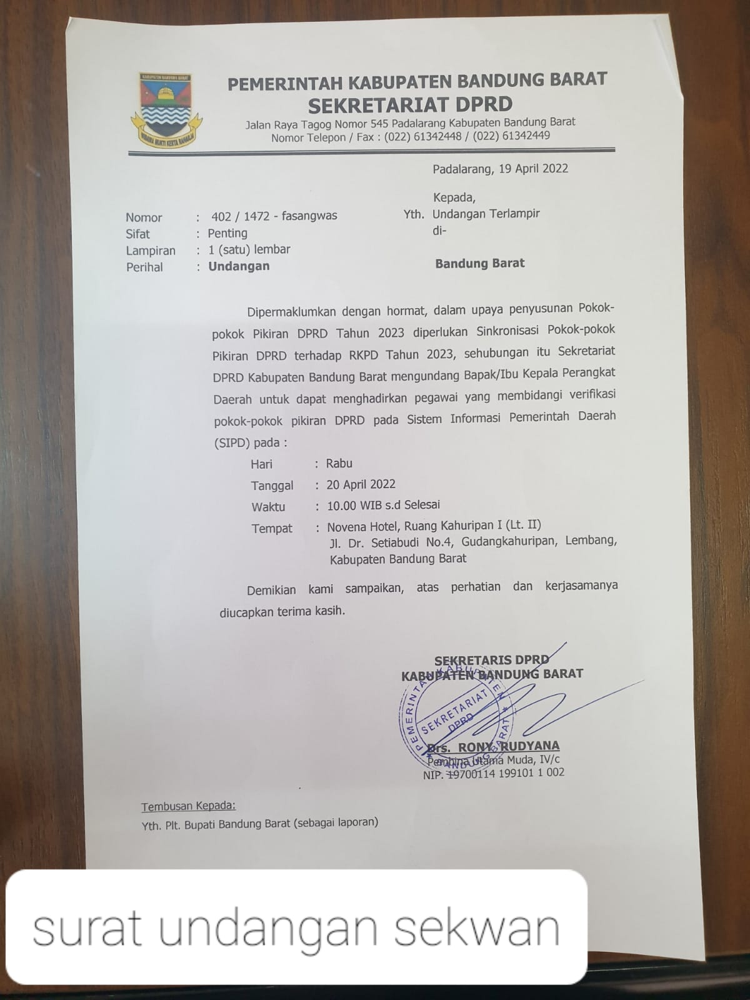 KABUPATEN BANDUNG BARAT
WIBAWA MUKTI KERTA RAHARJA
PEMERINTAH KABUPATEN BANDUNG BARAT
SEKRETARIAT DPRD
Jalan Raya Tagog Nomor 545 Padalarang Kabupaten Bandung Barat
Nomor Telepon / Fax : (022) 61342448 / (022) 61342449
Padalarang, 19 April 2022
Kepada,
Yth. Undangan Terlampir
di-
Bandung Barat
Nomor : 402 / 1472 - fasangwas
Sifat : Penting
Lampiran : 1 (satu) lembar
Perihal : Undangan
Dipermaklumkan dengan hormat, dalam upaya penyusunan Pokok-
pokok Pikiran DPRD Tahun 2023 diperlukan Sinkronisasi Pokok-pokok
Pikiran DPRD terhadap RKPD Tahun 2023, sehubungan itu Sekretariat
DPRD Kabupaten Bandung Barat mengundang Bapak/Ibu Kepala Perangkat
Daerah untuk dapat menghadirkan pegawai yang membidangi verifikasi
pokok-pokok pikiran DPRD pada Sistem Informasi Pemerintah Daerah
(SIPD) pada :
Hari : Rabu
Tanggal : 20 April 2022
Waktu : 10.00 WIB s.d Selesai
Tempat : Novena Hotel, Ruang Kahuripan I (Lt. II)
Jl. Dr. Setiabudi No.4, Gudangkahuripan, Lembang,
Kabupaten Bandung Barat
Demikian kami sampaikan, atas perhatian dan kerjasamanya
diucapkan terima kasih.
SEKRETARIS DPRD
KABUPATEN BANDUNG BARAT
PEMERINTAH KABUPATEN
SEKRETARIAT
DPRD
BANDUNG BARAT
Drs. RONY RUDYANA
Pembina Utama Muda, IV/c
NIP. 19700114 199101 1 002
Tembusan Kepada:
Yth. Plt. Bupati Bandung Barat (sebagai laporan)
surat undangan sekwan